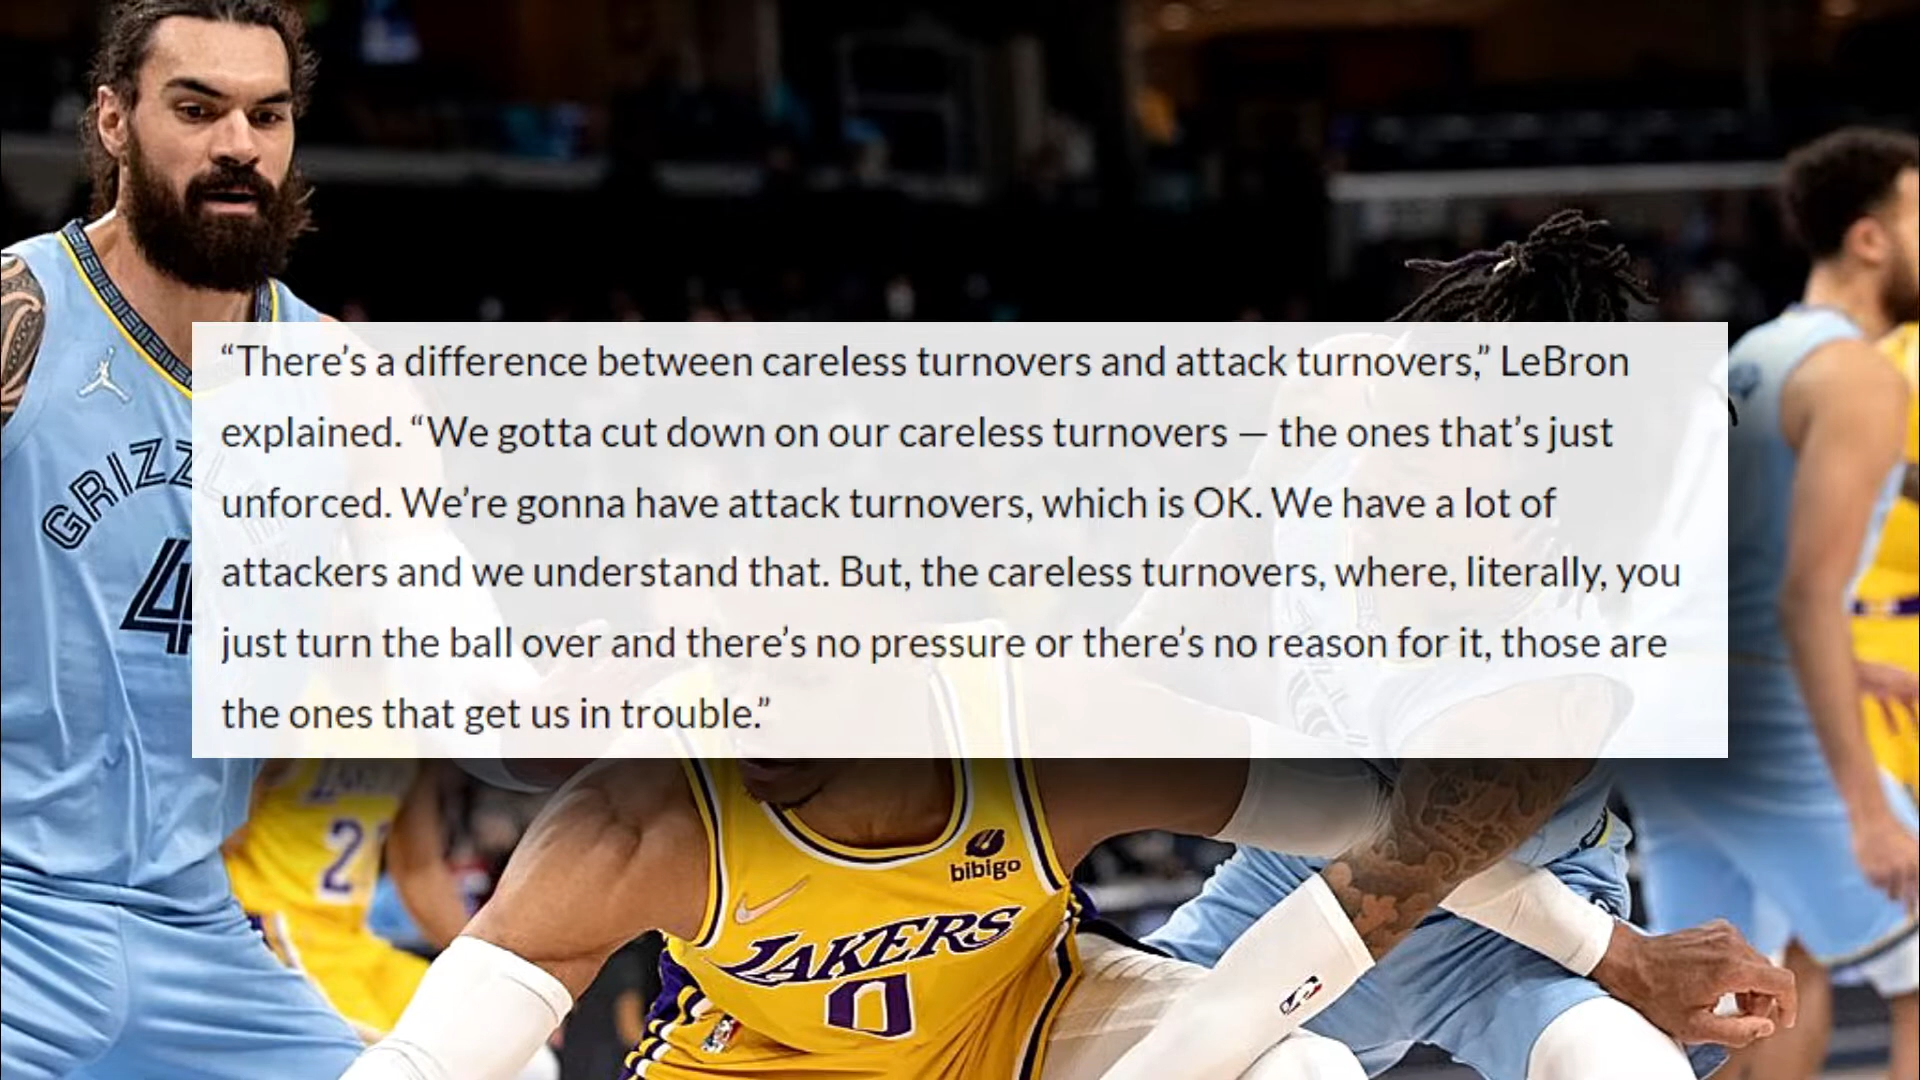 “There’s a difference between careless turnovers and attack turnovers,” LeBron
explained. “We gotta cut down on our careless turnovers — the ones that’s just
unforced. We’re gonna have attack turnovers, which is OK. We have a lot of
attackers and we understand that. But, the careless turnovers, where, literally, you
just turn the ball over and there’s no pressure or there’s no reason for it, those are
the ones that get us in trouble.”
GRIZZ
4
2
bibigo
LAKERS
0